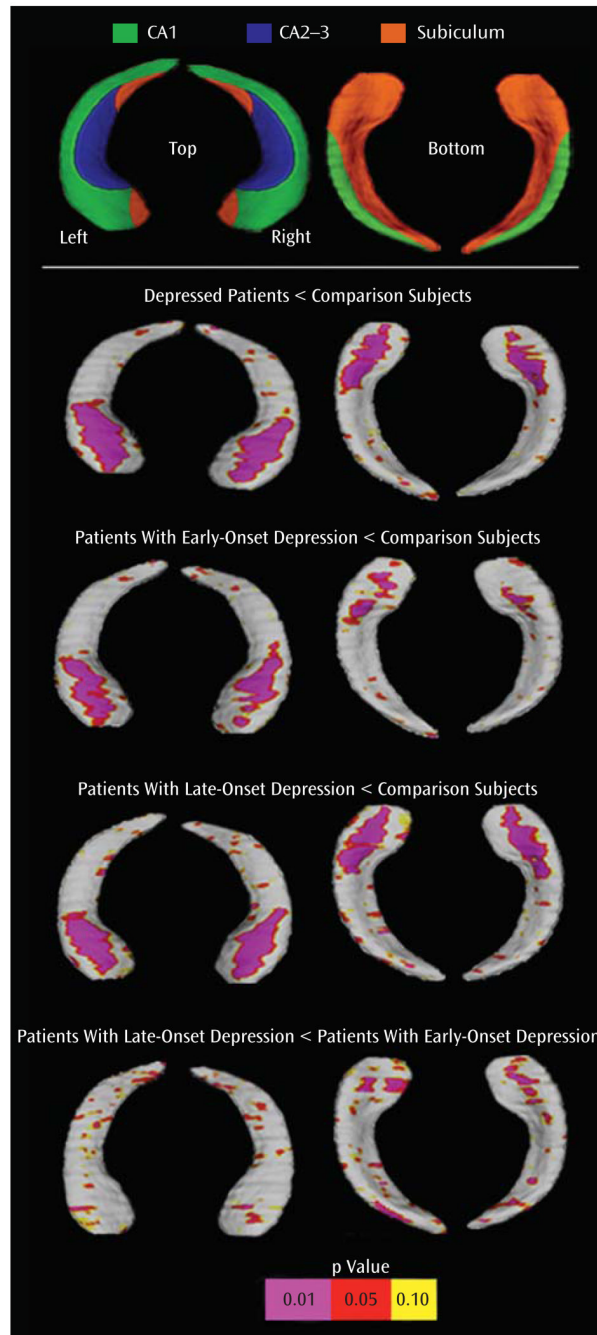 CA1 CA2–3 Subiculum
Top Bottom
Left Right
Depressed Patients < Comparison Subjects
Patients With Early-Onset Depression < Comparison Subjects
Patients With Late-Onset Depression < Comparison Subjects
Patients With Late-Onset Depression < Patients With Early-Onset Depression
p Value
0.01 0.05 0.10